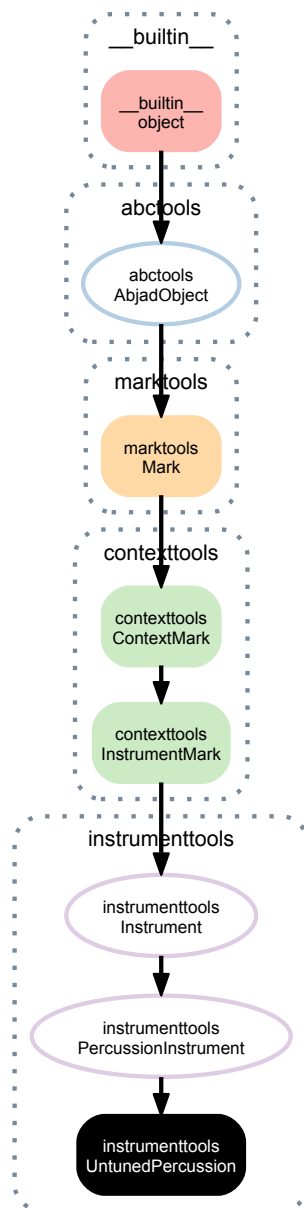 __builtin__
__builtin__
object
abctools
abctools
AbjadObject
marktools
marktools
Mark
contexttools
contexttools
ContextMark
contexttools
InstrumentMark
instrumenttools
instrumenttools
Instrument
instrumenttools
PercussionInstrument
instrumenttools
UntunedPercussion